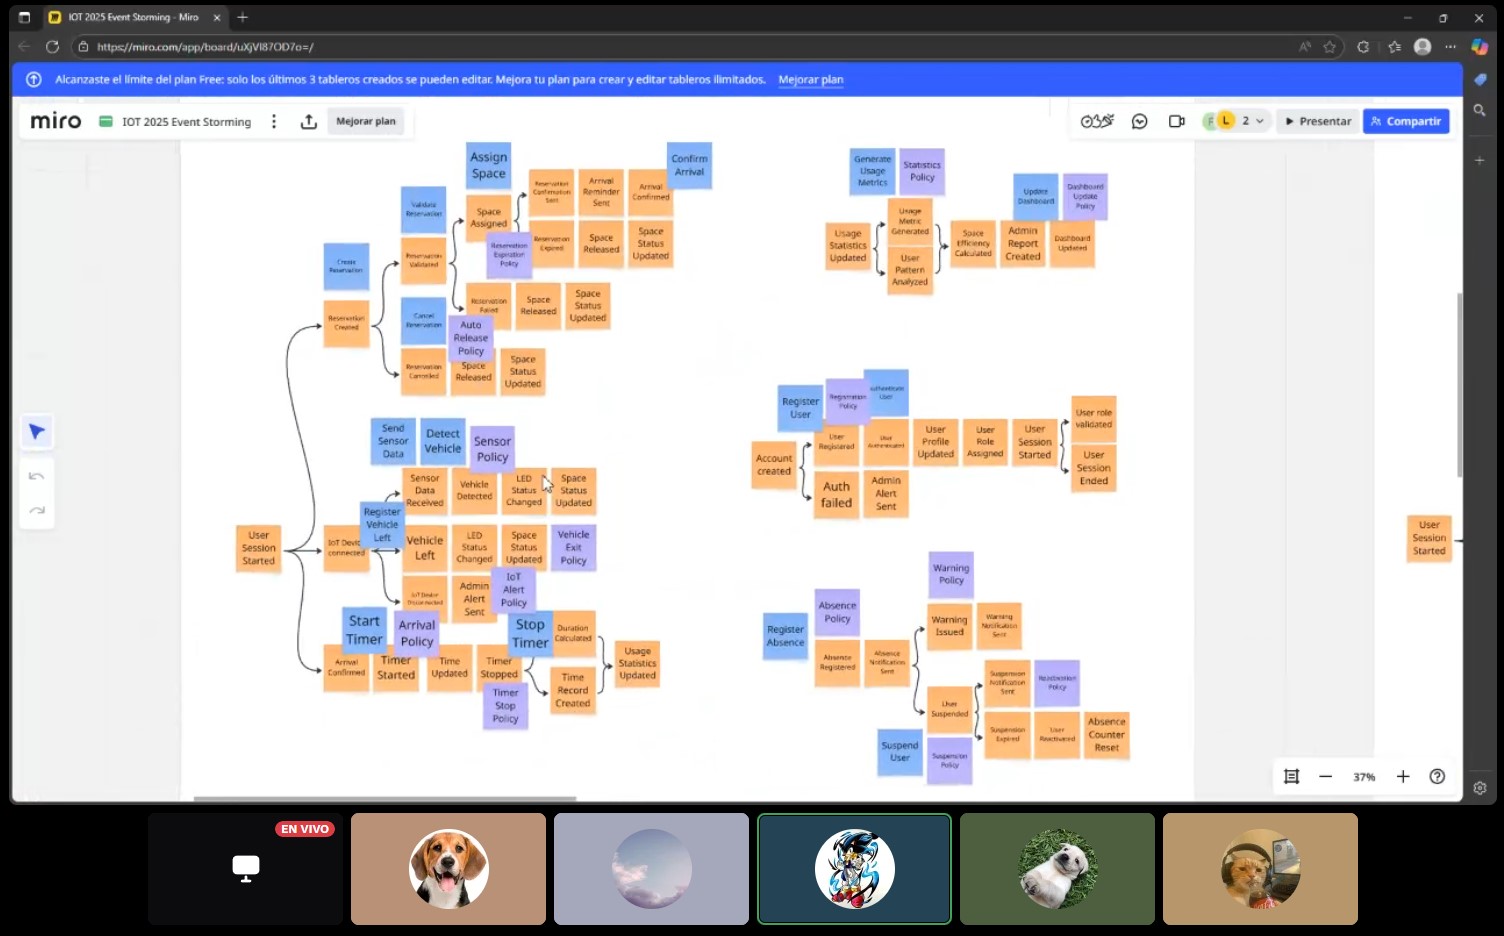 IOT 2025 Event Storming - Miro
https://miro.com/app/board/uXjVI87OD7o=/
Alcanzaste el límite del plan Free: solo los últimos 3 tableros creados se pueden editar. Mejora tu plan para crear y editar tableros ilimitados. Mejorar plan
miro
IOT 2025 Event Storming
Mejorar plan
L
2
Presentar
Compartir
Assign
Space
Confirm
Arrival
Validate
Reservation
Space
Assigned
Reservation
Confirmation
Sent
Arrival
Reminder
Sent
Arrival
Confirmed
Create
Reservation
Reservation
Validated
Reservation
Expiration
Policy
Reservation
Expired
Space
Released
Space
Status
Updated
Reservation
Created
Cancel
Reservation
Reservation
Failed
Space
Released
Space
Status
Updated
Auto
Release
Policy
Reservation
Cancelled
Space
Released
Space
Status
Updated
Send
Sensor
Data
Detect
Vehicle
Sensor
Policy
Sensor
Data
Received
Vehicle
Detected
LED
Status
Changed
Space
Status
Updated
Register
Vehicle
Left
User
Session
Started
IoT Device
connected
Vehicle
Left
LED
Status
Changed
Space
Status
Updated
Vehicle
Exit
Policy
IoT Device
Disconnected
Admin
Alert
Sent
IoT
Alert
Policy
Start
Timer
Arrival
Policy
Stop
Timer
Duration
Calculated
Arrival
Confirmed
Timer
Started
Time
Updated
Timer
Stopped
Usage
Statistics
Updated
Timer
Stop
Policy
Time
Record
Created
Generate
Usage
Metrics
Statistics
Policy
Update
Dashboard
Dashboard
Update
Policy
Usage
Statistics
Updated
Usage
Metric
Generated
User
Pattern
Analyzed
Space
Efficiency
Calculated
Admin
Report
Created
Dashboard
Updated
Register
User
Registration
Policy
Authenticate
User
Account
created
User
Registered
User
Authenticated
User
Profile
Updated
User
Role
Assigned
User
Session
Started
User role
validated
User
Session
Ended
Auth
failed
Admin
Alert
Sent
Warning
Policy
Register
Absence
Absence
Policy
Absence
Registered
Absence
Notification
Sent
Warning
Issued
Warning
Notification
Sent
User
Suspended
Suspension
Notification
Sent
Reactivation
Policy
Suspension
Expired
User
Reactivated
Absence
Counter
Reset
Suspend
User
Suspension
Policy
User
Session
Started
37%
EN VIVO